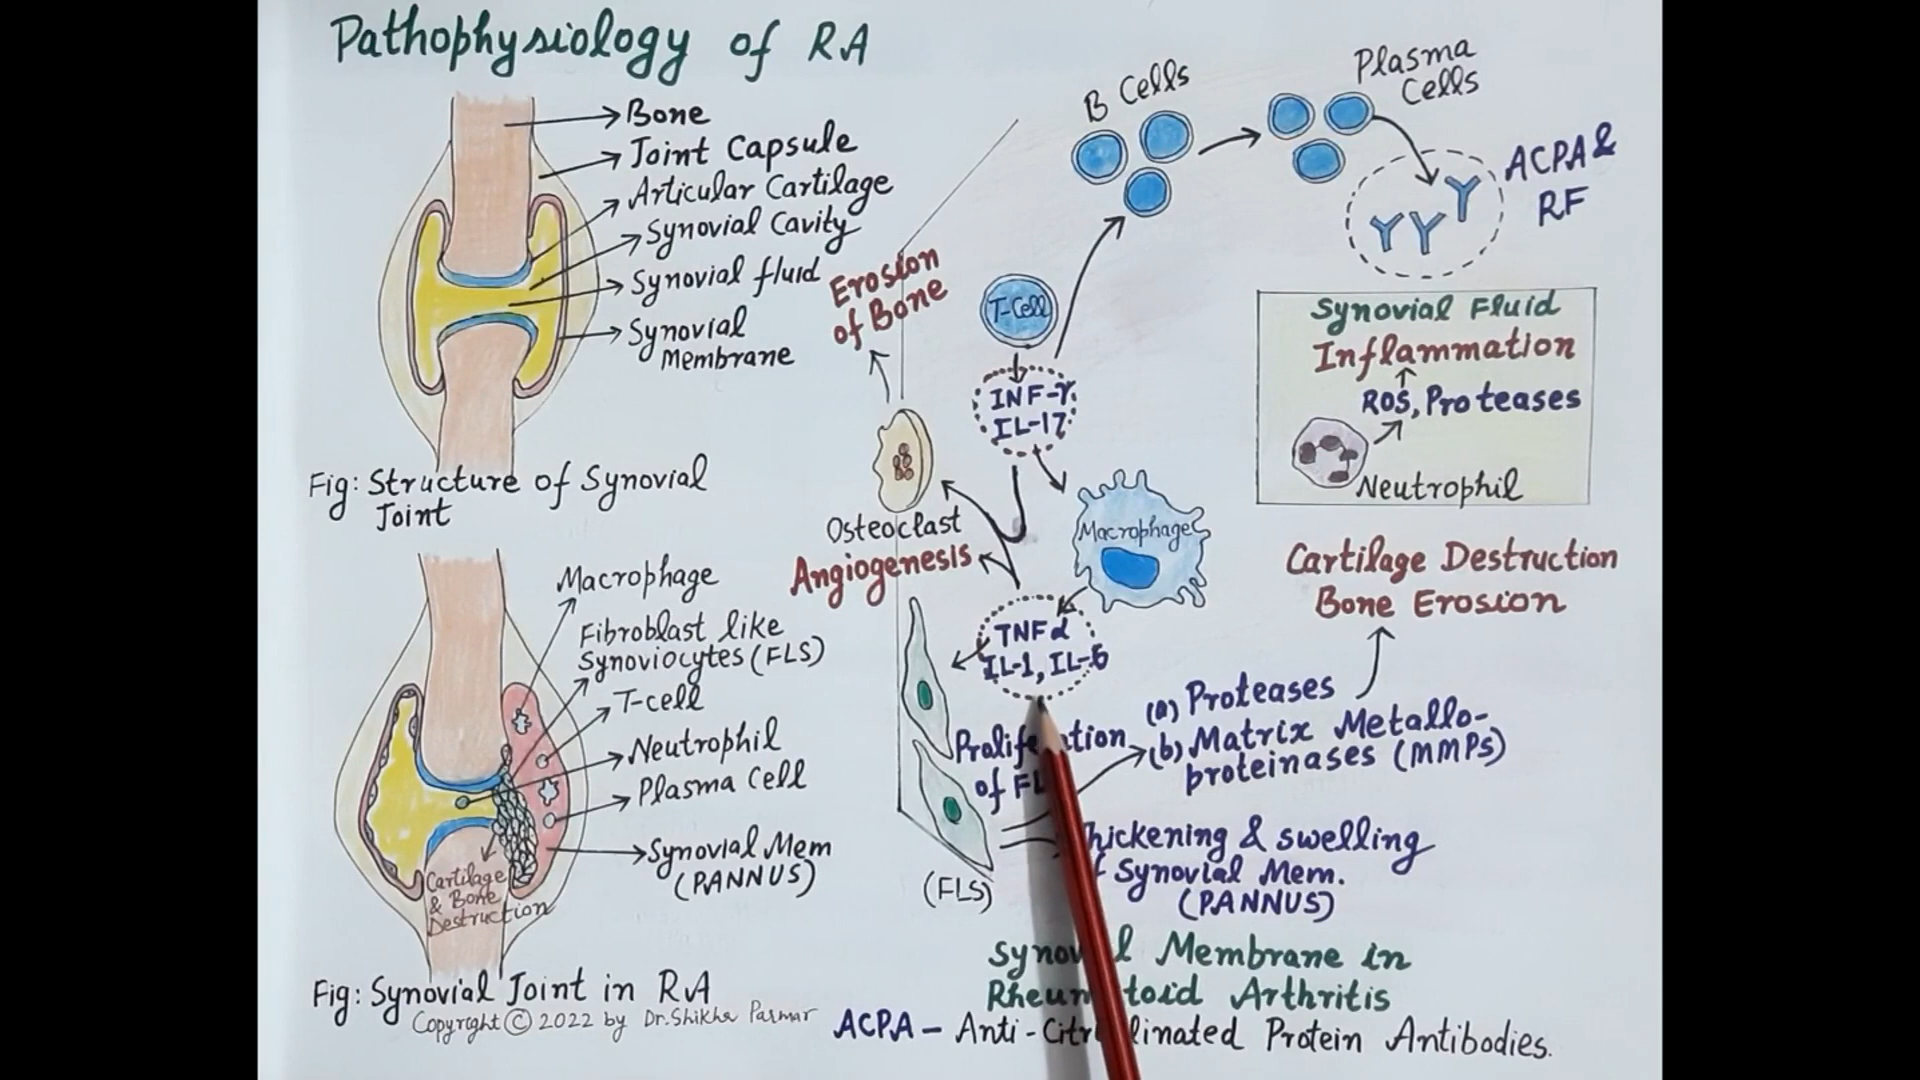 Pathophysiology of RA
Bone
Joint Capsule
Articular Cartilage
Synovial Cavity
Synovial fluid
Synovial
Membrane
Fig: Structure of Synovial
Joint
Macrophage
Fibroblast like
Synoviocytes (FLS)
T-cell
Neutrophil
Plasma Cell
Synovial Mem
(PANNUS)
Cartilage
& Bone
Destruction
Fig: Synovial Joint in RA
Copyright © 2022 by Dr. Shikha Parmar
B Cells
Plasma
Cells
ACPA &
RF
Erosion
of Bone
T-Cell
INF-γ
IL-17
Osteoclast
Angiogenesis
Macrophage
TNFα
IL-1, IL-6
Synovial Fluid
Inflammation
ROS, Proteases
Neutrophil
Cartilage Destruction
Bone Erosion
(a) Proteases
(b) Matrix Metallo-
proteinases (MMPs)
of
(FLS)
& swelling
Synovial Mem.
(PANNUS)
Membrane in
Arthritis
ACPA – Protein Antibodies.